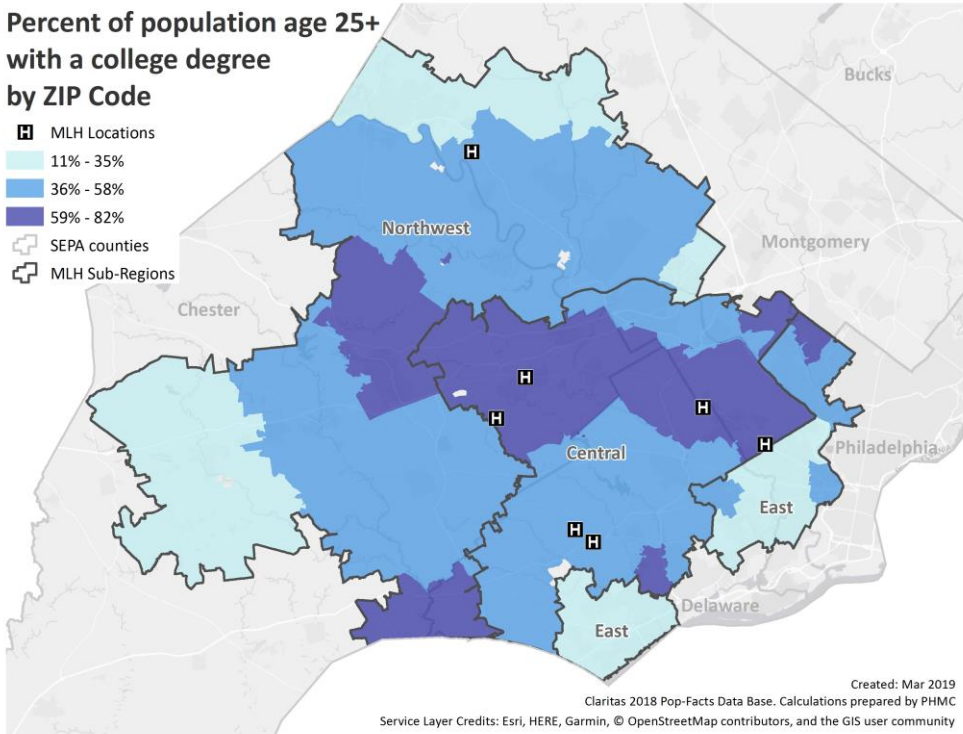 Percent of population age 25+
with a college degree
by ZIP Code
H MLH Locations
11% - 35%
36% - 58%
59% - 82%
SEPA counties
MLH Sub-Regions
Bucks
H
Northwest
Montgomery
Chester
H
H
H
H
Philadelphia
Central
East
H
H
Delaware
East
Created: Mar 2019
Claritas 2018 Pop-Facts Data Base. Calculations prepared by PHMC
Service Layer Credits: Esri, HERE, Garmin, © OpenStreetMap contributors, and the GIS user community